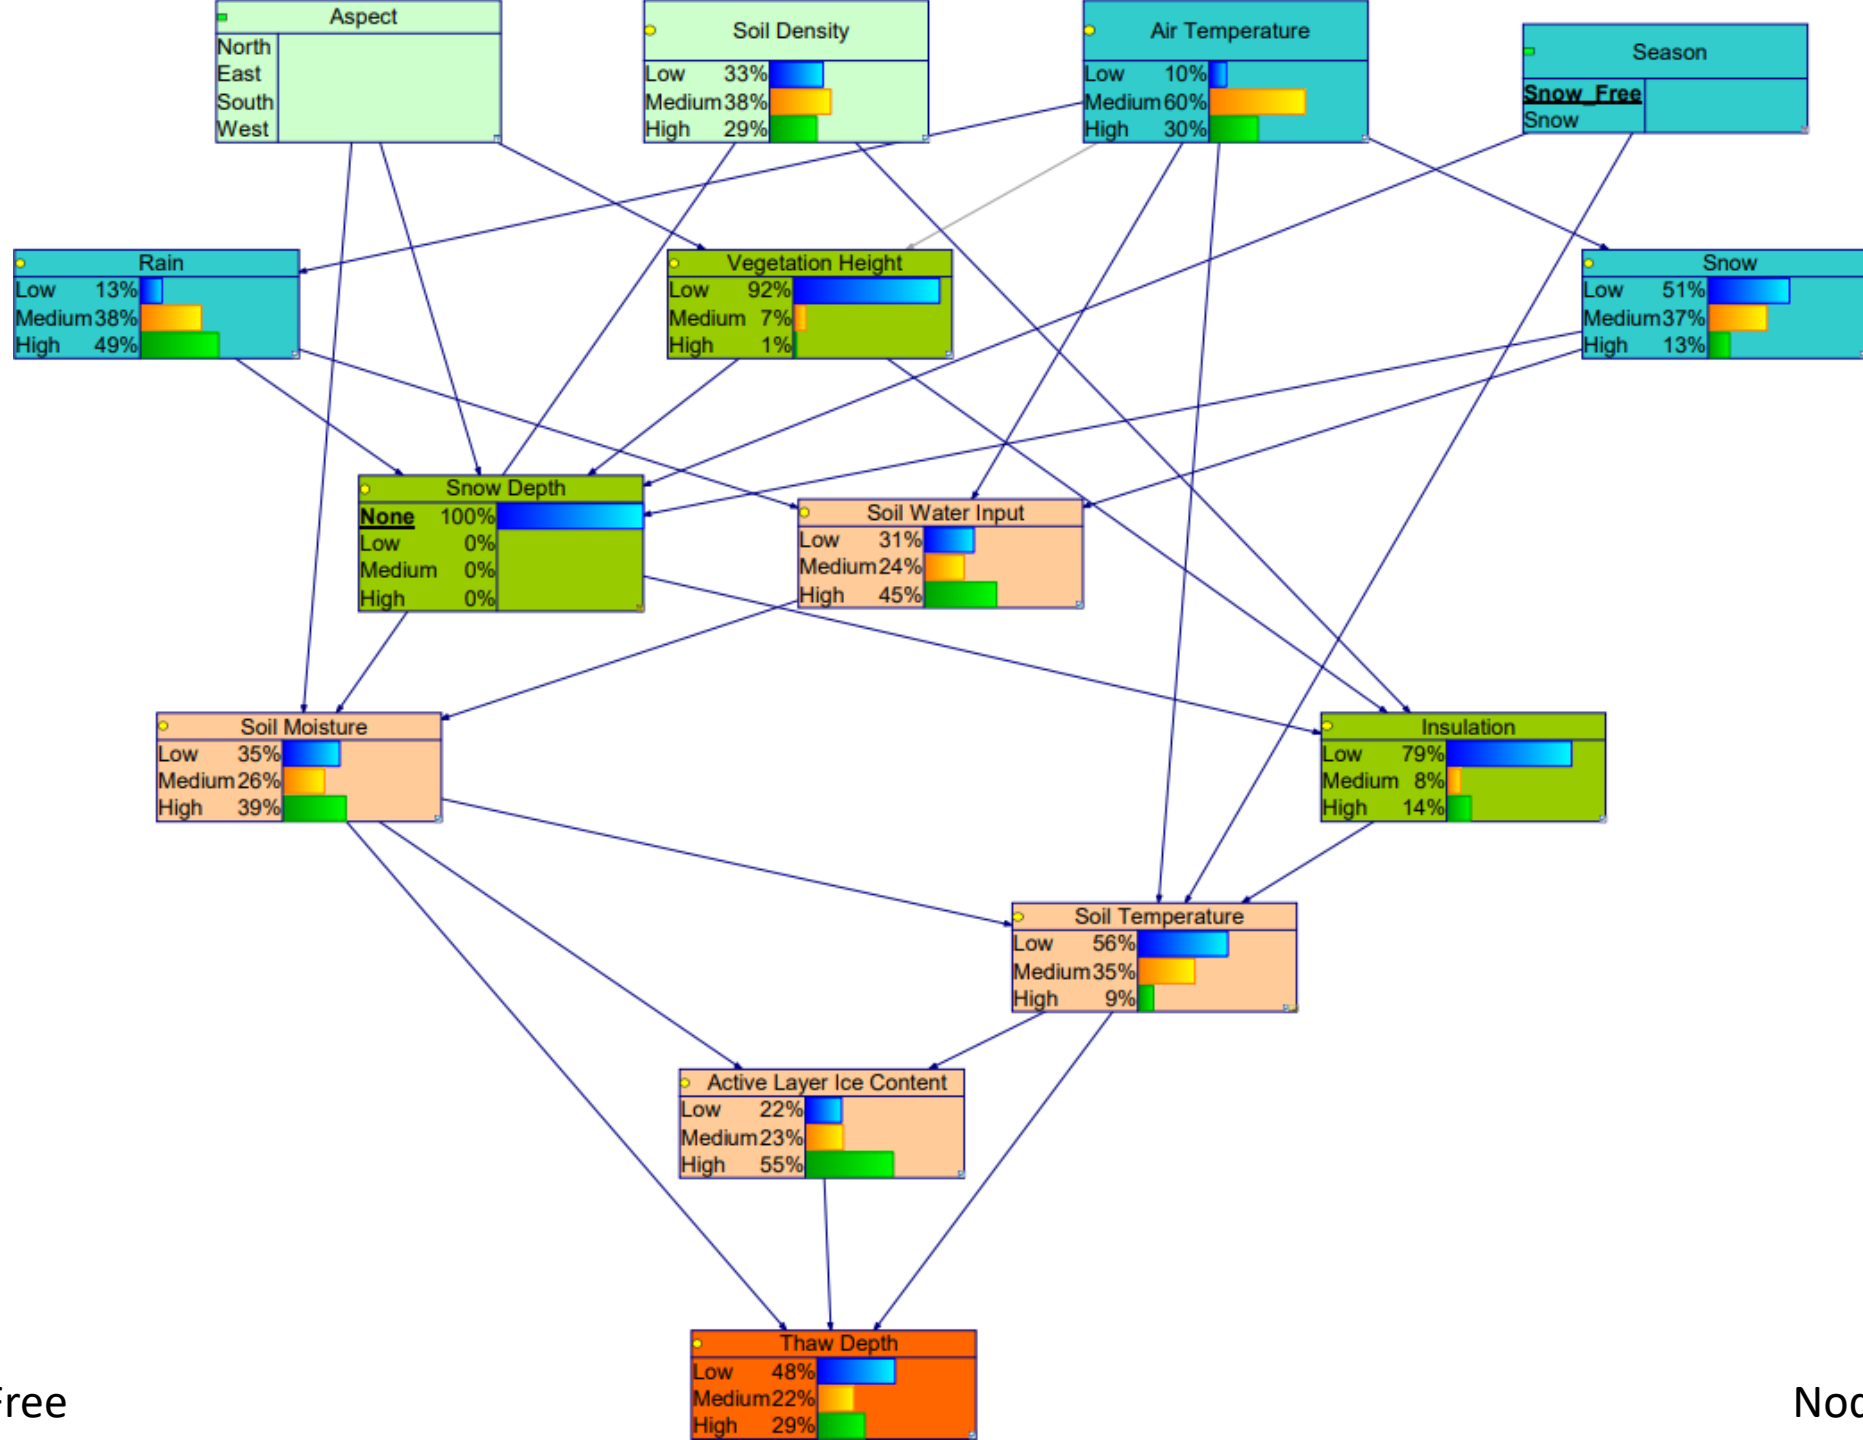 Aspect
North
East
South
West
Soil Density
Low 33%
Medium 38%
High 29%
Air Temperature
Low 10%
Medium 60%
High 30%
Season
Snow_Free
Snow
Rain
Low 13%
Medium 38%
High 49%
Vegetation Height
Low 92%
Medium 7%
High 1%
Snow
Low 51%
Medium 37%
High 13%
Snow Depth
None 100%
Low 0%
Medium 0%
High 0%
Soil Water Input
Low 31%
Medium 24%
High 45%
Soil Moisture
Low 35%
Medium 26%
High 39%
Insulation
Low 79%
Medium 8%
High 14%
Soil Temperature
Low 56%
Medium 35%
High 9%
Active Layer Ice Content
Low 22%
Medium 23%
High 55%
Thaw Depth
Low 48%
Medium 22%
High 29%